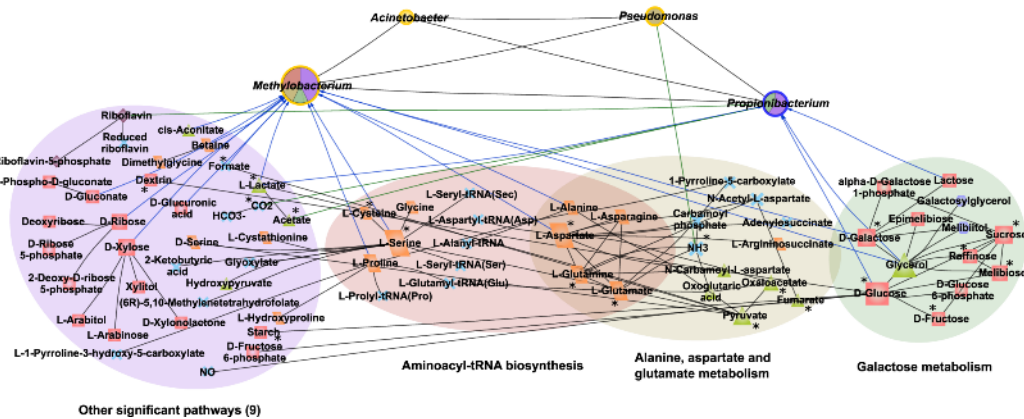 Acinetobacter
Pseudomonas
Methylobacterium
Propionibacterium
Riboflavin
Reduced
riboflavin
cis-Aconitate
Betaine
Riboflavin-5-phosphate
Dimethylglycine
Formate
*
-Phospho-D-gluconate
Dextrin
*
D-Gluconate
D-Glucuronic
acid
L-Lactate
*
CO2
*
HCO3-
Acetate
*
Deoxyribose
D-Ribose
D-Ribose
5-phosphate
D-Xylose
D-Serine
L-Cystathionine
2-Ketobutyric
acid
Glyoxylate
2-Deoxy-D-ribose
5-phosphate
Xylitol
Hydroxypyruvate
(6R)-5,10-Methylenetetrahydrofolate
L-Arabitol
D-Xylonolactone
L-Hydroxyproline
L-Arabinose
Starch
*
L-1-Pyrroline-3-hydroxy-5-carboxylate
D-Fructose
6-phosphate
NO
Other significant pathways (9)
L-Seryl-tRNA(Sec)
L-Cysteine
*
Glycine
L-Aspartyl-tRNA(Asp)
L-Serine
*
L-Alanyl-tRNA
L-Proline
L-Seryl-tRNA(Ser)
L-Glutamyl-tRNA(Glu)
L-Prolyl-tRNA(Pro)
L-Alanine
L-Asparagine
L-Aspartate
L-Glutamine
*
L-Glutamate
*
Aminoacyl-tRNA biosynthesis
1-Pyrroline-5-carboxylate
N-Acetyl-L-aspartate
Carbamoyl
phosphate
Adenylosuccinate
NH3
L-Argininosuccinate
N-Carbamoyl-L-aspartate
Oxoglutaric
acid
Oxaloacetate
*
Fumarate
*
Pyruvate
*
Alanine, aspartate and
glutamate metabolism
alpha-D-Galactose
1-phosphate
Lactose
Galactosylglycerol
Epimelibiose
*
D-Galactose
Melibiitol
Sucrose
*
Raffinose
*
Glycerol
Melibiose
*
D-Glucose
*
D-Glucose
6-phosphate
*
D-Fructose
Galactose metabolism